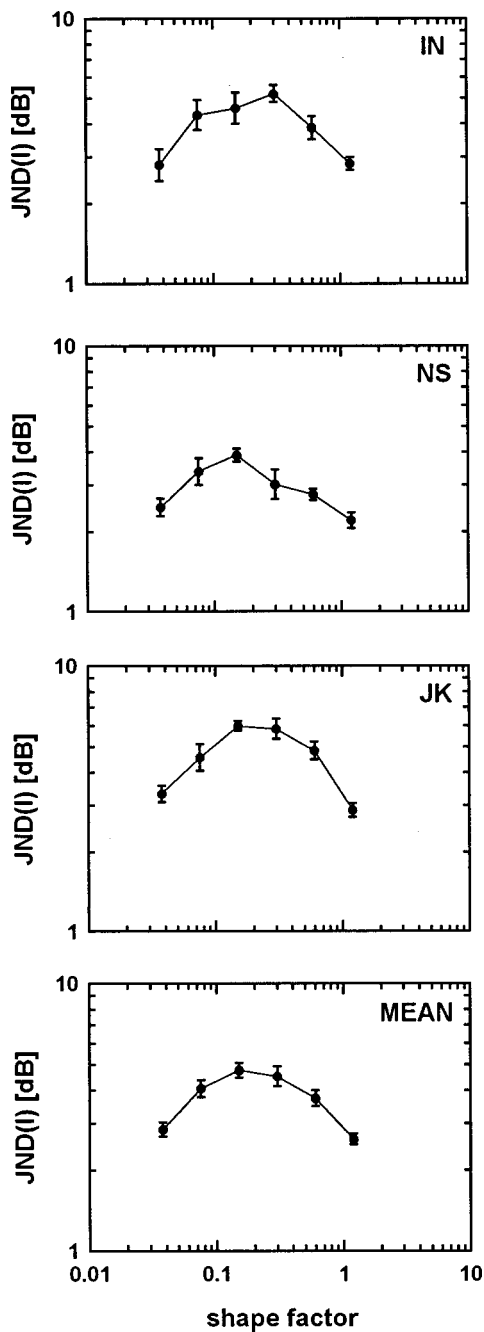 10
IN
JND(I) [dB]
1
10
NS
JND(I) [dB]
1
10
JK
JND(I) [dB]
1
10
MEAN
JND(I) [dB]
1
0.01 0.1 1 10
shape factor